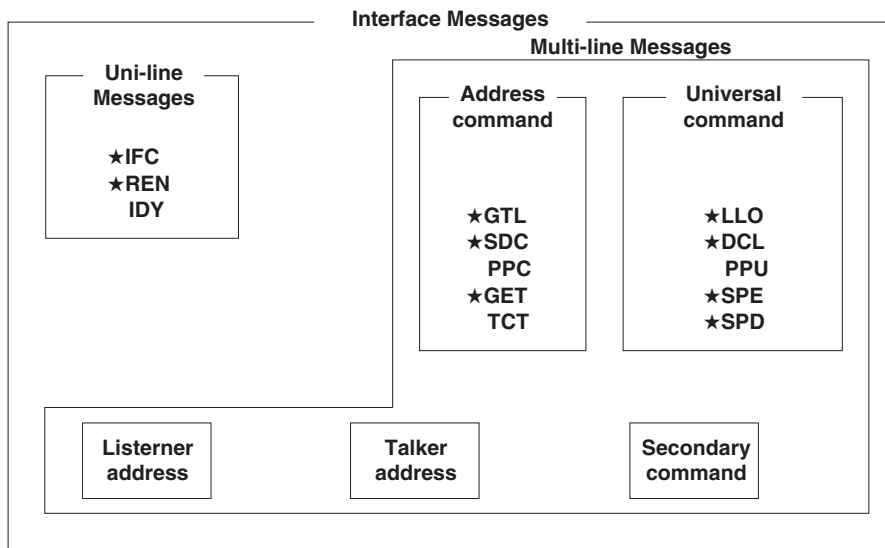 Interface Messages
Multi-line Messages
Uni-line
Messages
★IFC
★REN
IDY
Address
command
★GTL
★SDC
PPC
★GET
TCT
Universal
command
★LLO
★DCL
PPU
★SPE
★SPD
Listerner
address
Talker
address
Secondary
command